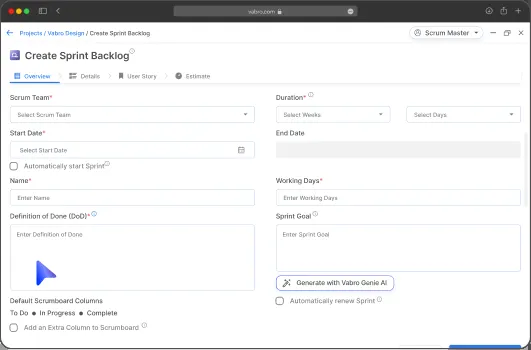 vabro.com
Projects / Vabro Design / Create Sprint Backlog
Scrum Master
Create Sprint Backlog
Overview Details User Story Estimate
Scrum Team* Duration*
Select Scrum Team Select Weeks Select Days
Start Date* End Date
Select Start Date
Automatically start Sprint
Name* Working Days*
Enter Name Enter Working Days
Definition of Done (DoD)* Sprint Goal
Enter Definition of Done Enter Sprint Goal
Generate with Vabro Genie AI
Default Scrumboard Columns Automatically renew Sprint
To Do ● In Progress ● Complete
Add an Extra Column to Scrumboard